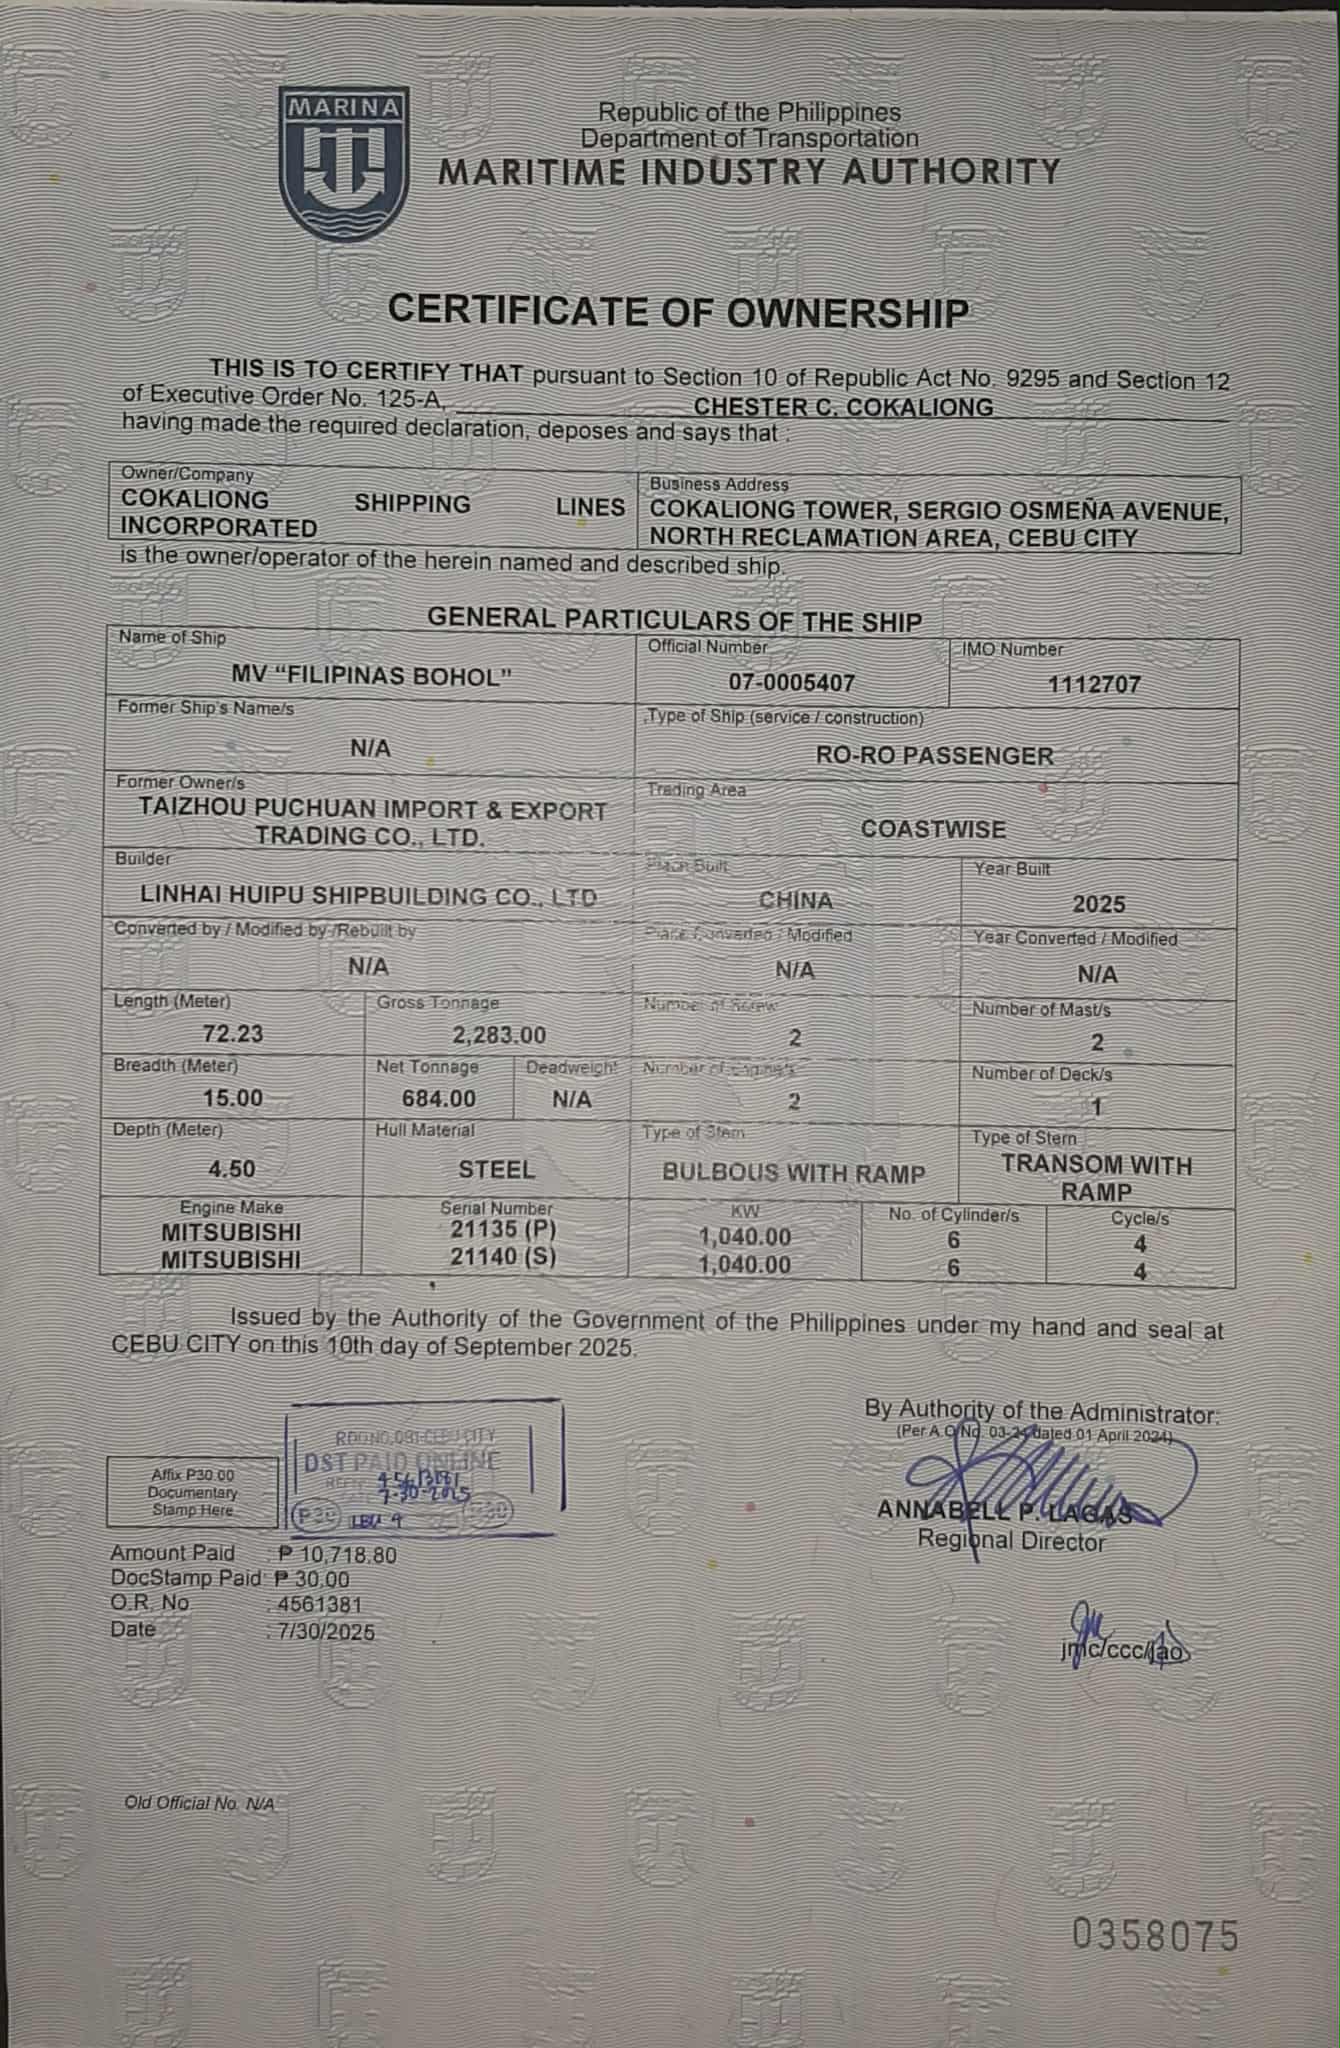 MARINA
Republic of the Philippines
Department of Transportation
MARITIME INDUSTRY AUTHORITY
CERTIFICATE OF OWNERSHIP
THIS IS TO CERTIFY THAT pursuant to Section 10 of Republic Act No. 9295 and Section 12
of Executive Order No. 125-A, CHESTER C. COKALIONG
having made the required declaration, deposes and says that :
Owner/Company
COKALIONG SHIPPING LINES
INCORPORATED
Business Address
COKALIONG TOWER, SERGIO OSMEÑA AVENUE,
NORTH RECLAMATION AREA, CEBU CITY
is the owner/operator of the herein named and described ship.
GENERAL PARTICULARS OF THE SHIP
Name of Ship
MV “FILIPINAS BOHOL”
Official Number
07-0005407
IMO Number
1112707
Former Ship's Name/s
N/A
Type of Ship (service / construction)
RO-RO PASSENGER
Former Owner/s
TAIZHOU PUCHUAN IMPORT & EXPORT
TRADING CO., LTD.
Trading Area
COASTWISE
Builder
LINHAI HUIPU SHIPBUILDING CO., LTD
Place Built
CHINA
Year Built
2025
Converted by / Modified by /Rebuilt by
N/A
Place Converted / Modified
N/A
Year Converted / Modified
N/A
Length (Meter)
72.23
Gross Tonnage
2,283.00
Number of Screw
2
Number of Mast/s
2
Breadth (Meter)
15.00
Net Tonnage
684.00
Deadweight
N/A
Number of Engine/s
2
Number of Deck/s
1
Depth (Meter)
4.50
Hull Material
STEEL
Type of Stem
BULBOUS WITH RAMP
Type of Stern
TRANSOM WITH
RAMP
Engine Make Serial Number KW No. of Cylinder/s Cycle/s
MITSUBISHI 21135 (P) 1,040.00 6 4
MITSUBISHI 21140 (S) 1,040.00 6 4
Issued by the Authority of the Government of the Philippines under my hand and seal at
CEBU CITY on this 10th day of September 2025.
By Authority of the Administrator:
(Per A.O No. 03-24 dated 01 April 2024)
ANNABELL P. LAGAS
Regional Director
jmc/ccc/lao
RDO NO. 081-CEBU CITY
DST PAID ONLINE
4561381
7-30-2025
P30
Affix P30.00
Documentary
Stamp Here
Amount Paid : ₱ 10,718.80
DocStamp Paid: ₱ 30.00
O.R. No : 4561381
Date : 7/30/2025
Old Official No. N/A
0358075